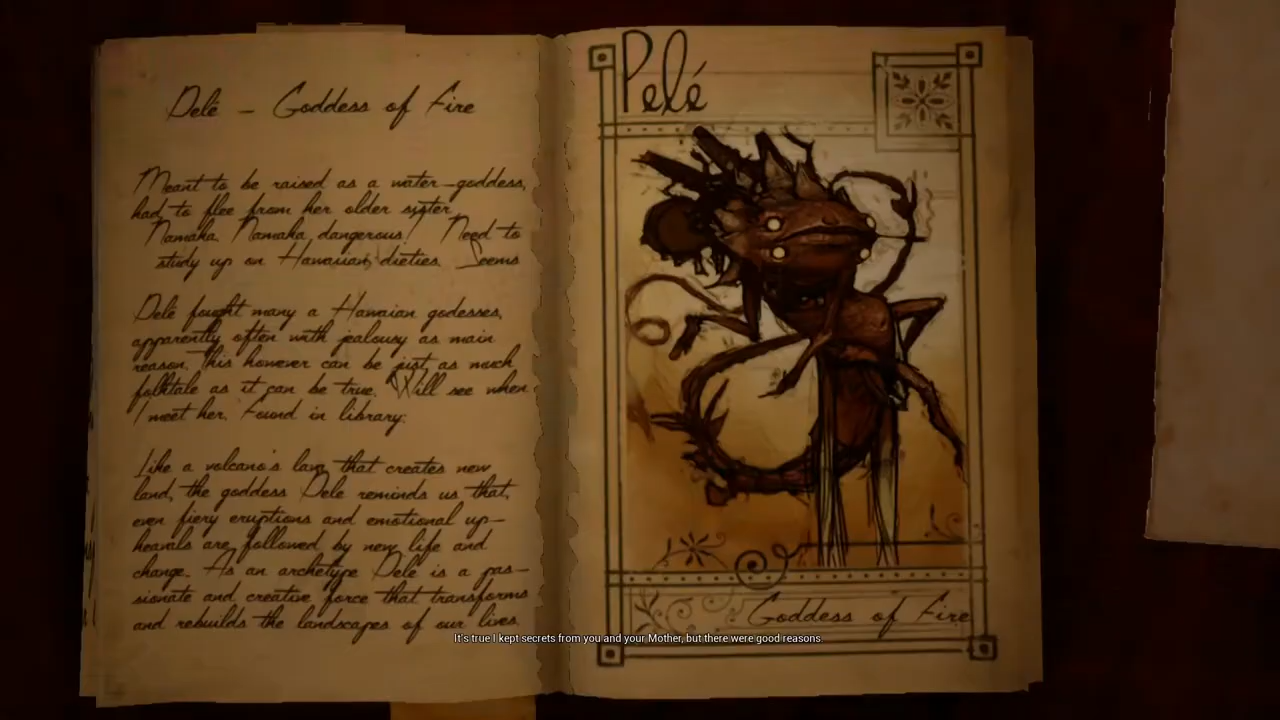 Pelé - Goddess of Fire
Meant to be raised as a water-goddess,
had to flee from her older sister
Namaka. Namaka dangerous? Need to
study up on Hawaiian dieties. Seems
Pelé fought many a Hawaian godesses,
apparently often with jealousy as main
reason. This however can be just as much
folktale as it can be true. Will see when
I meet her. Found in library.
Like a volcano's lava that creates new
land, the goddess Pele reminds us that,
even fiery eruptions and emotional up-
heavals are followed by new life and
change. As an archetype Pele is a pas-
sionate and creative force that transforms
and rebuilds the landscapes of our lives.
Pelé
Goddess of Fire
It's true I kept secrets from you and your Mother, but there were good reasons.